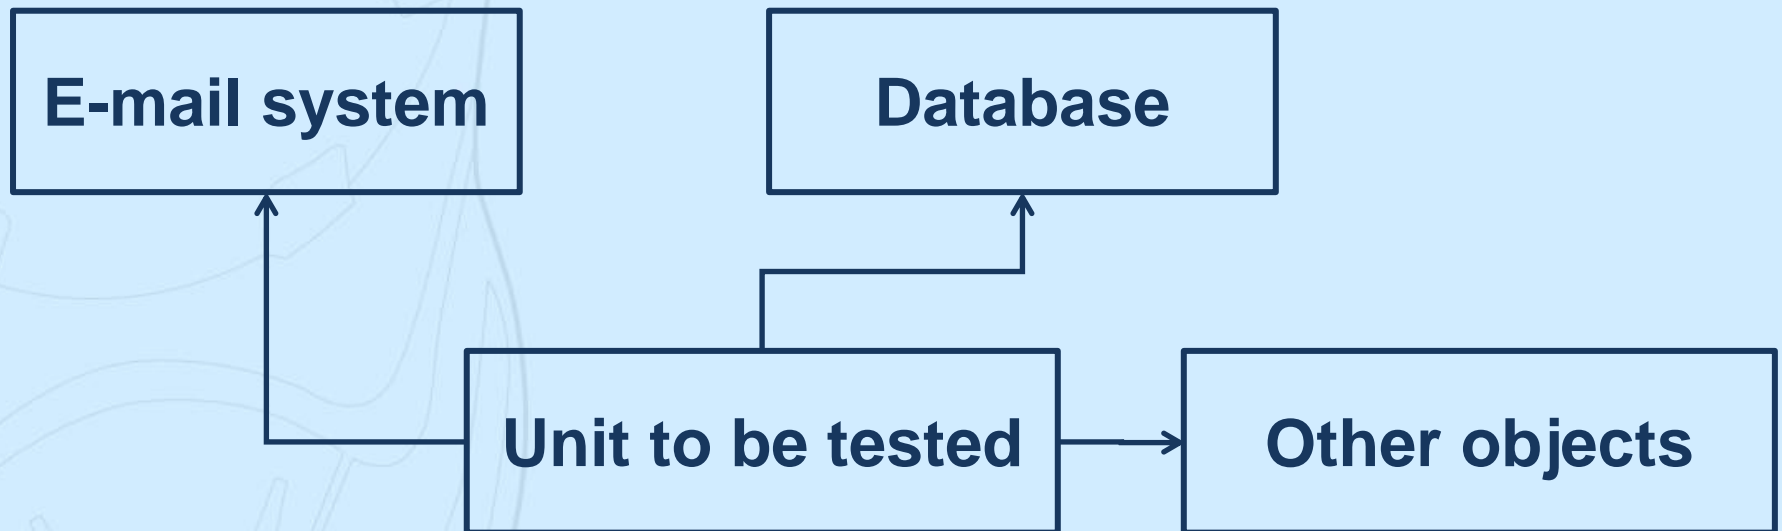 E-mail system
Database
Unit to be tested
Other objects